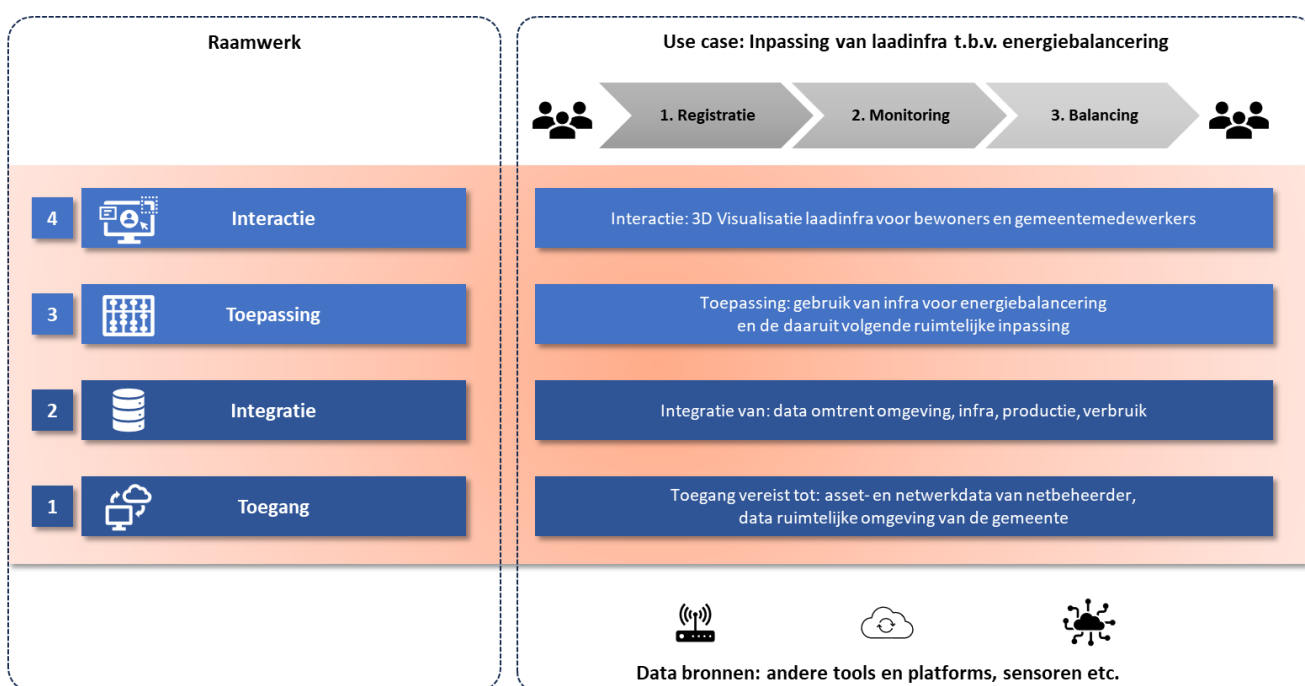 Raamwerk
Use case: Inpassing van laadinfra t.b.v. energiebalancering
1. Registratie
2. Monitoring
3. Balancing
4
Interactie
Interactie: 3D Visualisatie laadinfra voor bewoners en gemeentemedewerkers
3
Toepassing
Toepassing: gebruik van infra voor energiebalancering
en de daaruit volgende ruimtelijke inpassing
2
Integratie
Integratie van: data omtrent omgeving, infra, productie, verbruik
1
Toegang
Toegang vereist tot: asset- en netwerkdata van netbeheerder,
data ruimtelijke omgeving van de gemeente
Data bronnen: andere tools en platforms, sensoren etc.